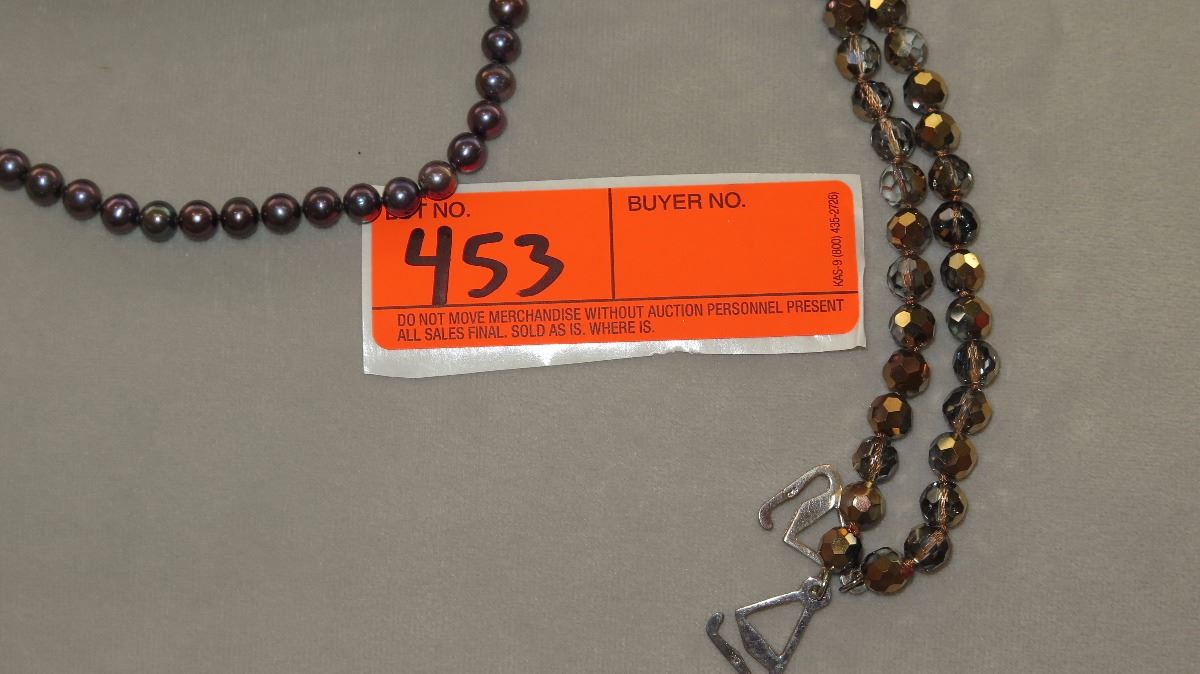 LOT NO.
453
BUYER NO.
KAS-9 (800) 435-2726)
DO NOT MOVE MERCHANDISE WITHOUT AUCTION PERSONNEL PRESENT
ALL SALES FINAL. SOLD AS IS. WHERE IS.